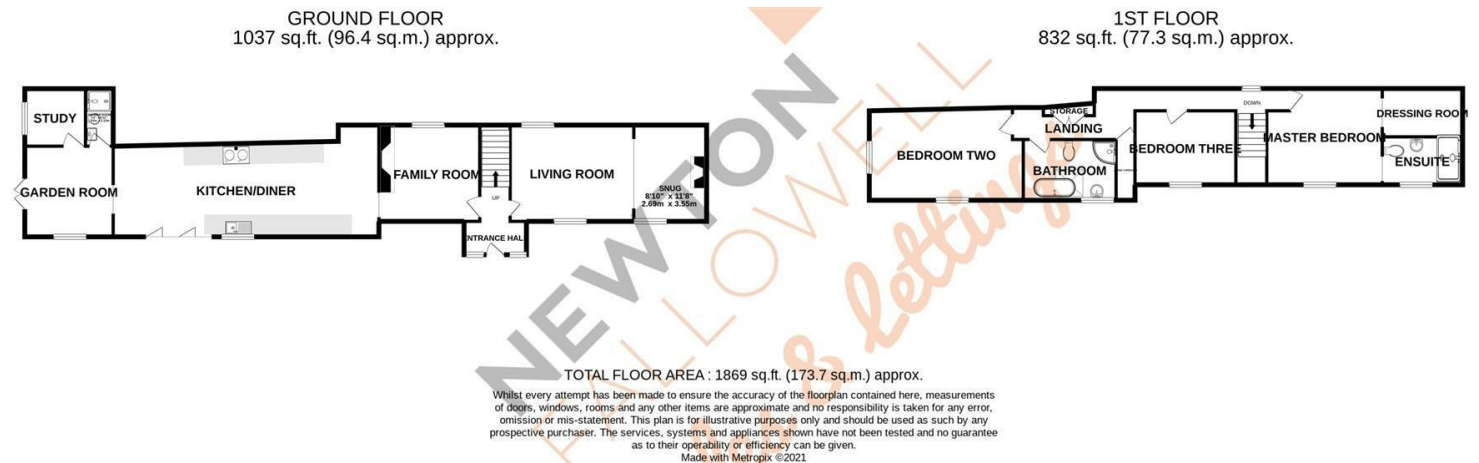 GROUND FLOOR
1037 sq.ft. (96.4 sq.m.) approx.
1ST FLOOR
832 sq.ft. (77.3 sq.m.) approx.
STUDY
GARDEN ROOM
KITCHEN/DINER
FAMILY ROOM
UP
LIVING ROOM
SNUG
8'10" x 11'8"
2.69m x 3.55m
ENTRANCE HALL
BEDROOM TWO
STORAGE
LANDING
BATHROOM
BEDROOM THREE
DOWN
MASTER BEDROOM
DRESSING ROOM
ENSUITE
NEWTON
FALLOWELL
& lettings
TOTAL FLOOR AREA : 1869 sq.ft. (173.7 sq.m.) approx.
Whilst every attempt has been made to ensure the accuracy of the floorplan contained here, measurements
of doors, windows, rooms and any other items are approximate and no responsibility is taken for any error,
omission or mis-statement. This plan is for illustrative purposes only and should be used as such by any
prospective purchaser. The services, systems and appliances shown have not been tested and no guarantee
as to their operability or efficiency can be given.
Made with Metropix ©2021